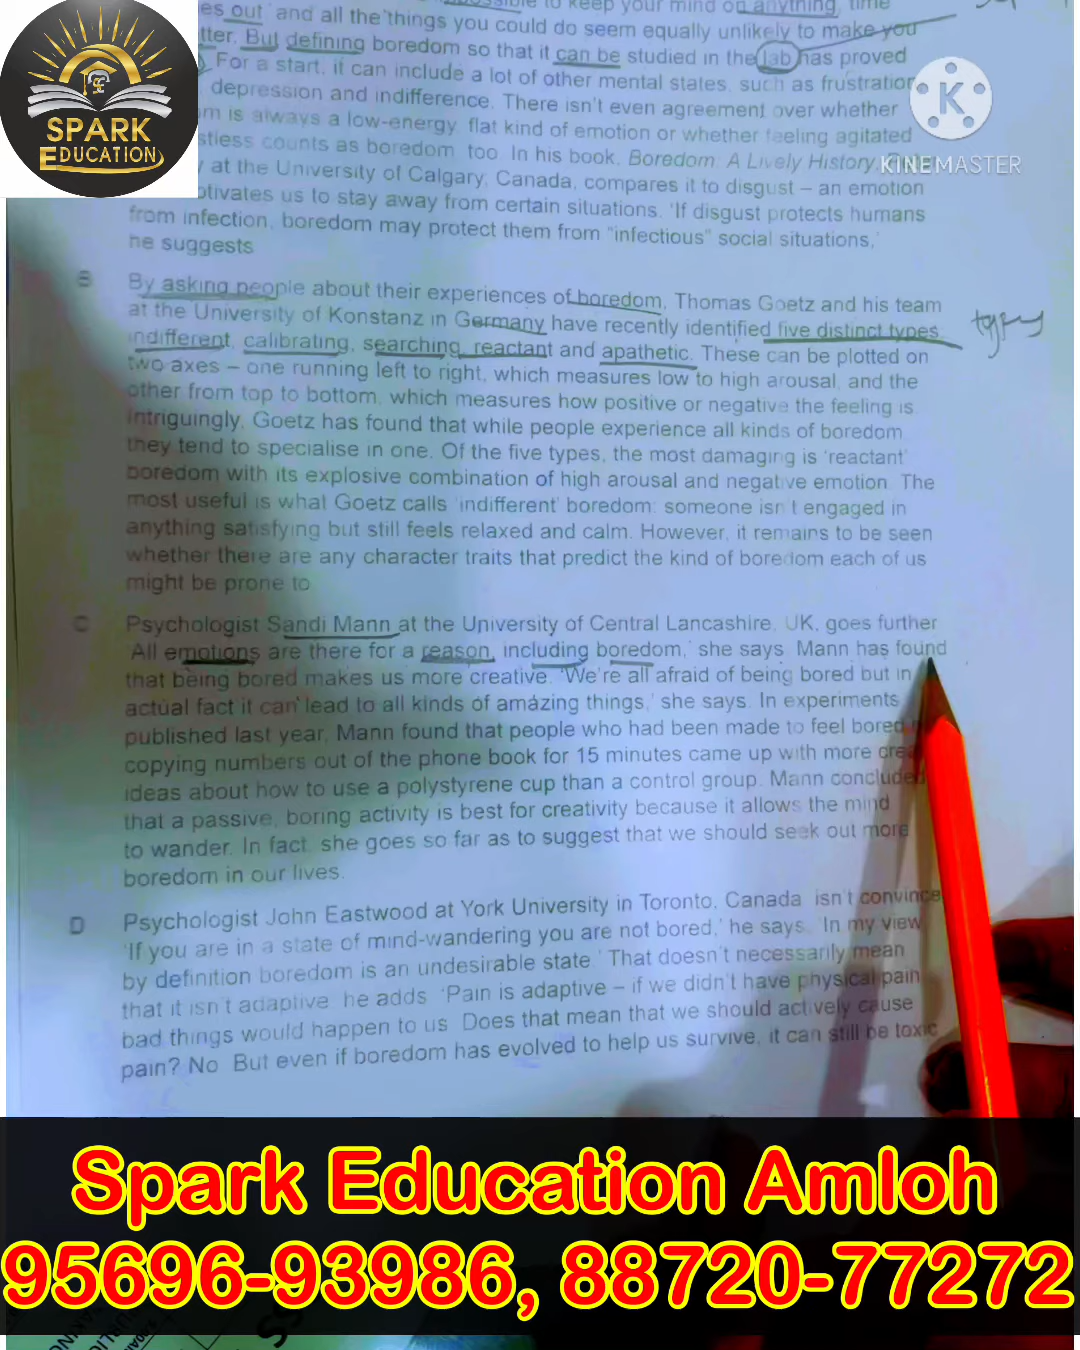 ossible to keep your mind on anything, time
es out and all the things you could do seem equally unlikely to make you
tter. But defining boredom so that it can be studied in the lab has proved
For a start, it can include a lot of other mental states, such as frustration
depression and indifference. There isn't even agreement over whether
m is always a low-energy, flat kind of emotion or whether feeling agitated
stless counts as boredom, too. In his book, Boredom: A Lively History,
at the University of Calgary, Canada, compares it to disgust – an emotion
otivates us to stay away from certain situations. 'If disgust protects humans
from infection, boredom may protect them from "infectious" social situations,'
he suggests
SPARK
EDUCATION
K
KINEMASTER
B By asking people about their experiences of boredom, Thomas Goetz and his team
at the University of Konstanz in Germany have recently identified five distinct types:
types
indifferent, calibrating, searching, reactant and apathetic. These can be plotted on
two axes – one running left to right, which measures low to high arousal, and the
other from top to bottom, which measures how positive or negative the feeling is.
Intriguingly, Goetz has found that while people experience all kinds of boredom,
they tend to specialise in one. Of the five types, the most damaging is 'reactant'
boredom with its explosive combination of high arousal and negative emotion. The
most useful is what Goetz calls 'indifferent' boredom: someone isn't engaged in
anything satisfying but still feels relaxed and calm. However, it remains to be seen
whether there are any character traits that predict the kind of boredom each of us
might be prone to
C Psychologist Sandi Mann at the University of Central Lancashire, UK, goes further
'All emotions are there for a reason, including boredom,' she says. Mann has found
that being bored makes us more creative. 'We're all afraid of being bored but in
actual fact it can lead to all kinds of amazing things,' she says. In experiments
published last year, Mann found that people who had been made to feel bored
copying numbers out of the phone book for 15 minutes came up with more crea
ideas about how to use a polystyrene cup than a control group. Mann concluded
that a passive, boring activity is best for creativity because it allows the mind
to wander. In fact, she goes so far as to suggest that we should seek out more
boredom in our lives.
D Psychologist John Eastwood at York University in Toronto, Canada, isn't convince
'If you are in a state of mind-wandering you are not bored,' he says. 'In my view,
by definition boredom is an undesirable state.' That doesn't necessarily mean
that it isn't adaptive, he adds. 'Pain is adaptive – if we didn't have physical pain
bad things would happen to us. Does that mean that we should actively cause
pain? No. But even if boredom has evolved to help us survive, it can still be toxic
Spark Education Amloh
95696-93986, 88720-77272